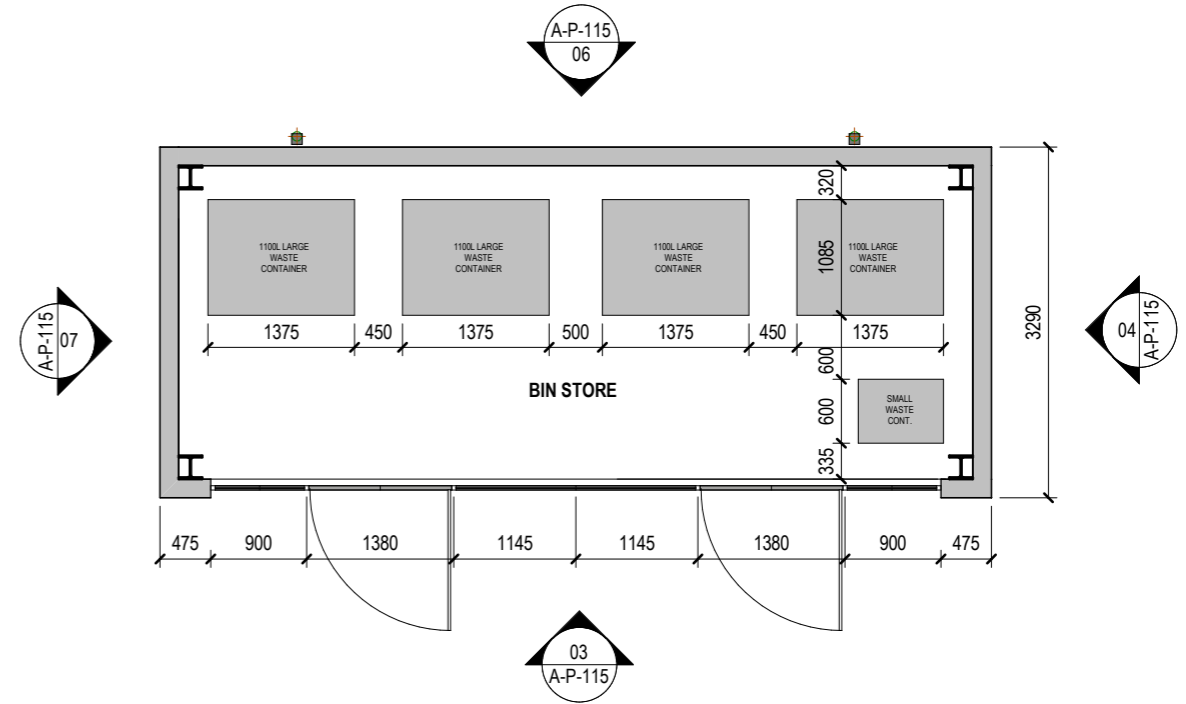 A-P-115
06
320
1100L LARGE
WASTE
CONTAINER
1100L LARGE
WASTE
CONTAINER
1100L LARGE
WASTE
CONTAINER
1100L LARGE
WASTE
CONTAINER
1085
1375 450 1375 500 1375 450 1375
A-P-115
07
3290
04
A-P-115
600
BIN STORE
600
SMALL
WASTE
CONT.
335
475 900 1380 1145 1145 1380 900 475
03
A-P-115